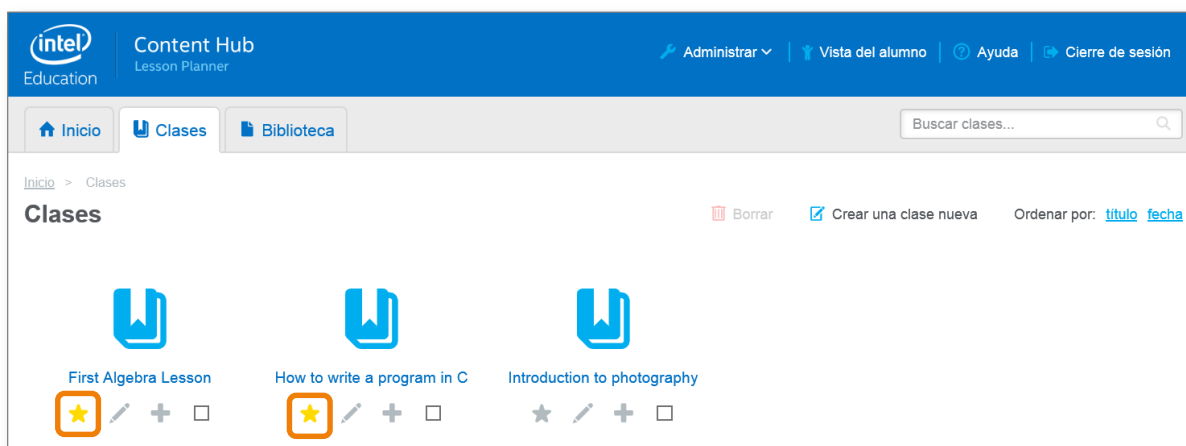 intel Education
Content Hub
Lesson Planner
Administrar
Vista del alumno
Ayuda
Cierre de sesión
Inicio
Clases
Biblioteca
Buscar clases...
Inicio > Clases
Clases
Borrar
Crear una clase nueva
Ordenar por: título fecha
First Algebra Lesson
How to write a program in C
Introduction to photography